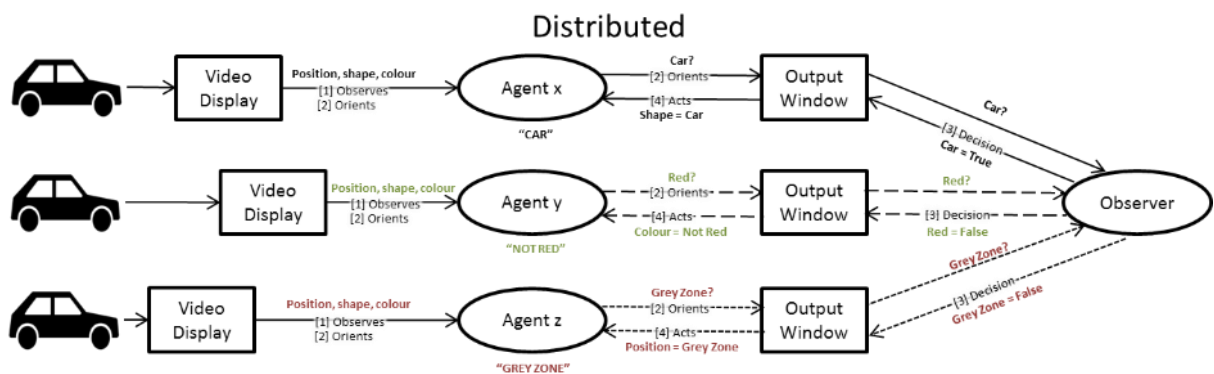 Distributed
Video
Display
Position, shape, colour
[1] Observes
[2] Orients
Agent x
"CAR"
Car?
[2] Orients
[4] Acts
Shape = Car
Output
Window
Car?
[3] Decision
Car = True
Video
Display
Position, shape, colour
[1] Observes
[2] Orients
Agent y
"NOT RED"
Red?
[2] Orients
[4] Acts
Colour = Not Red
Output
Window
Red?
[3] Decision
Red = False
Observer
Video
Display
Position, shape, colour
[1] Observes
[2] Orients
Agent z
"GREY ZONE"
Grey Zone?
[2] Orients
[4] Acts
Position = Grey Zone
Output
Window
Grey Zone?
[3] Decision
Grey Zone = False